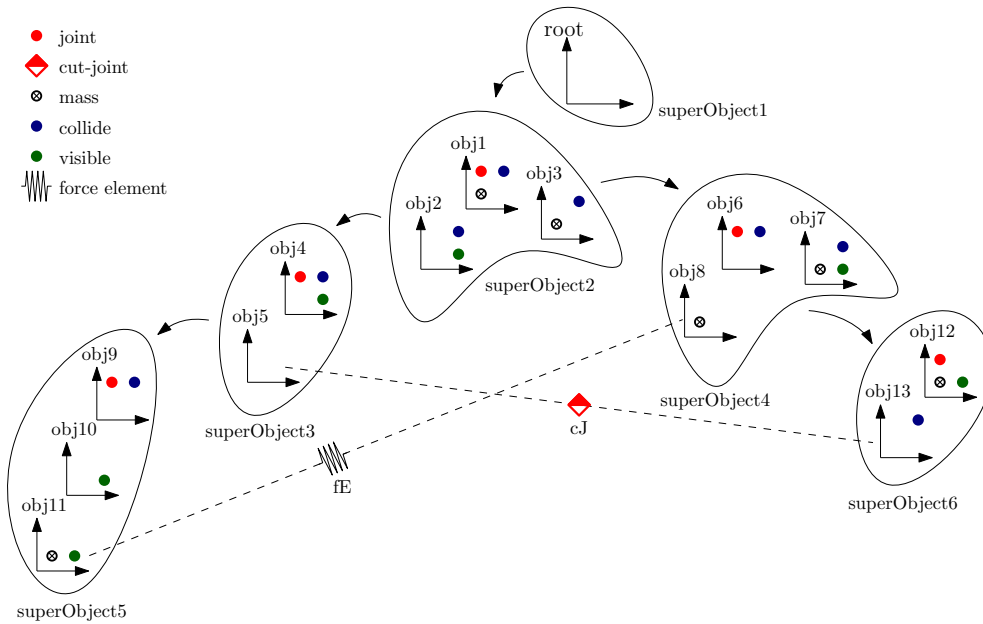 joint
cut-joint
mass
collide
visible
force element
root
superObject1
obj1
obj2
obj3
superObject2
obj4
obj5
superObject3
obj6
obj7
obj8
superObject4
obj9
obj10
obj11
superObject5
obj12
obj13
superObject6
cJ
fE